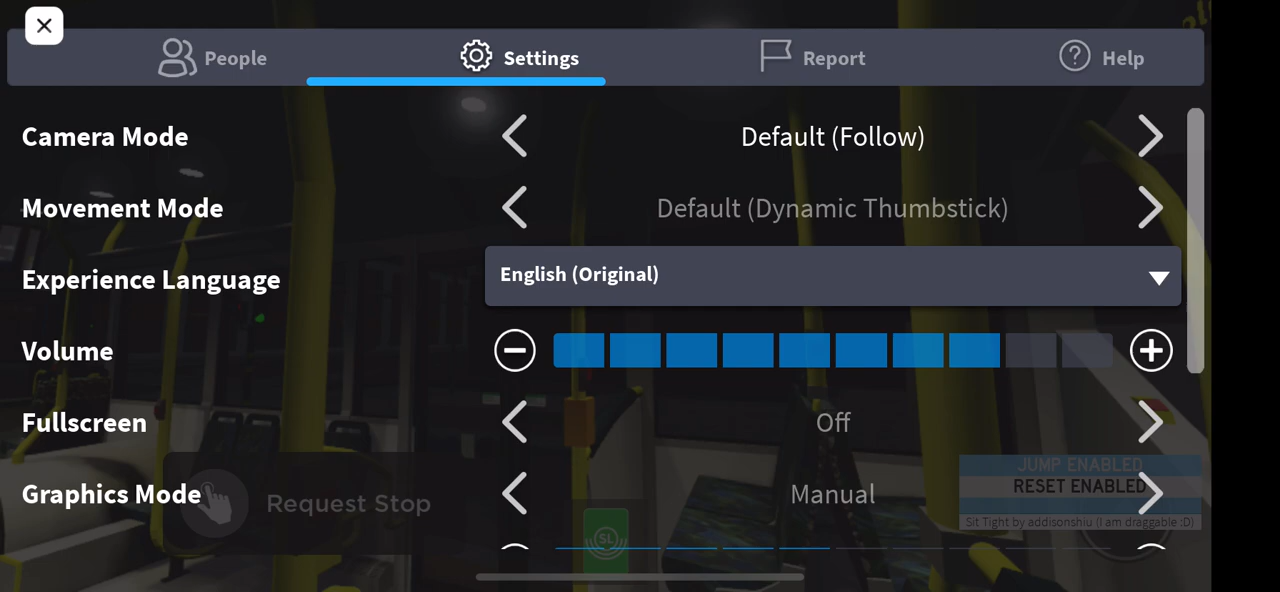 People
Settings
Report
Help
Camera Mode
Default (Follow)
Movement Mode
Default (Dynamic Thumbstick)
Experience Language
English (Original)
Volume
Fullscreen
Off
Graphics Mode
Manual
Request Stop
SL
JUMP ENABLED
RESET ENABLED
Sit Tight by addisonshiu (I am draggable :D)